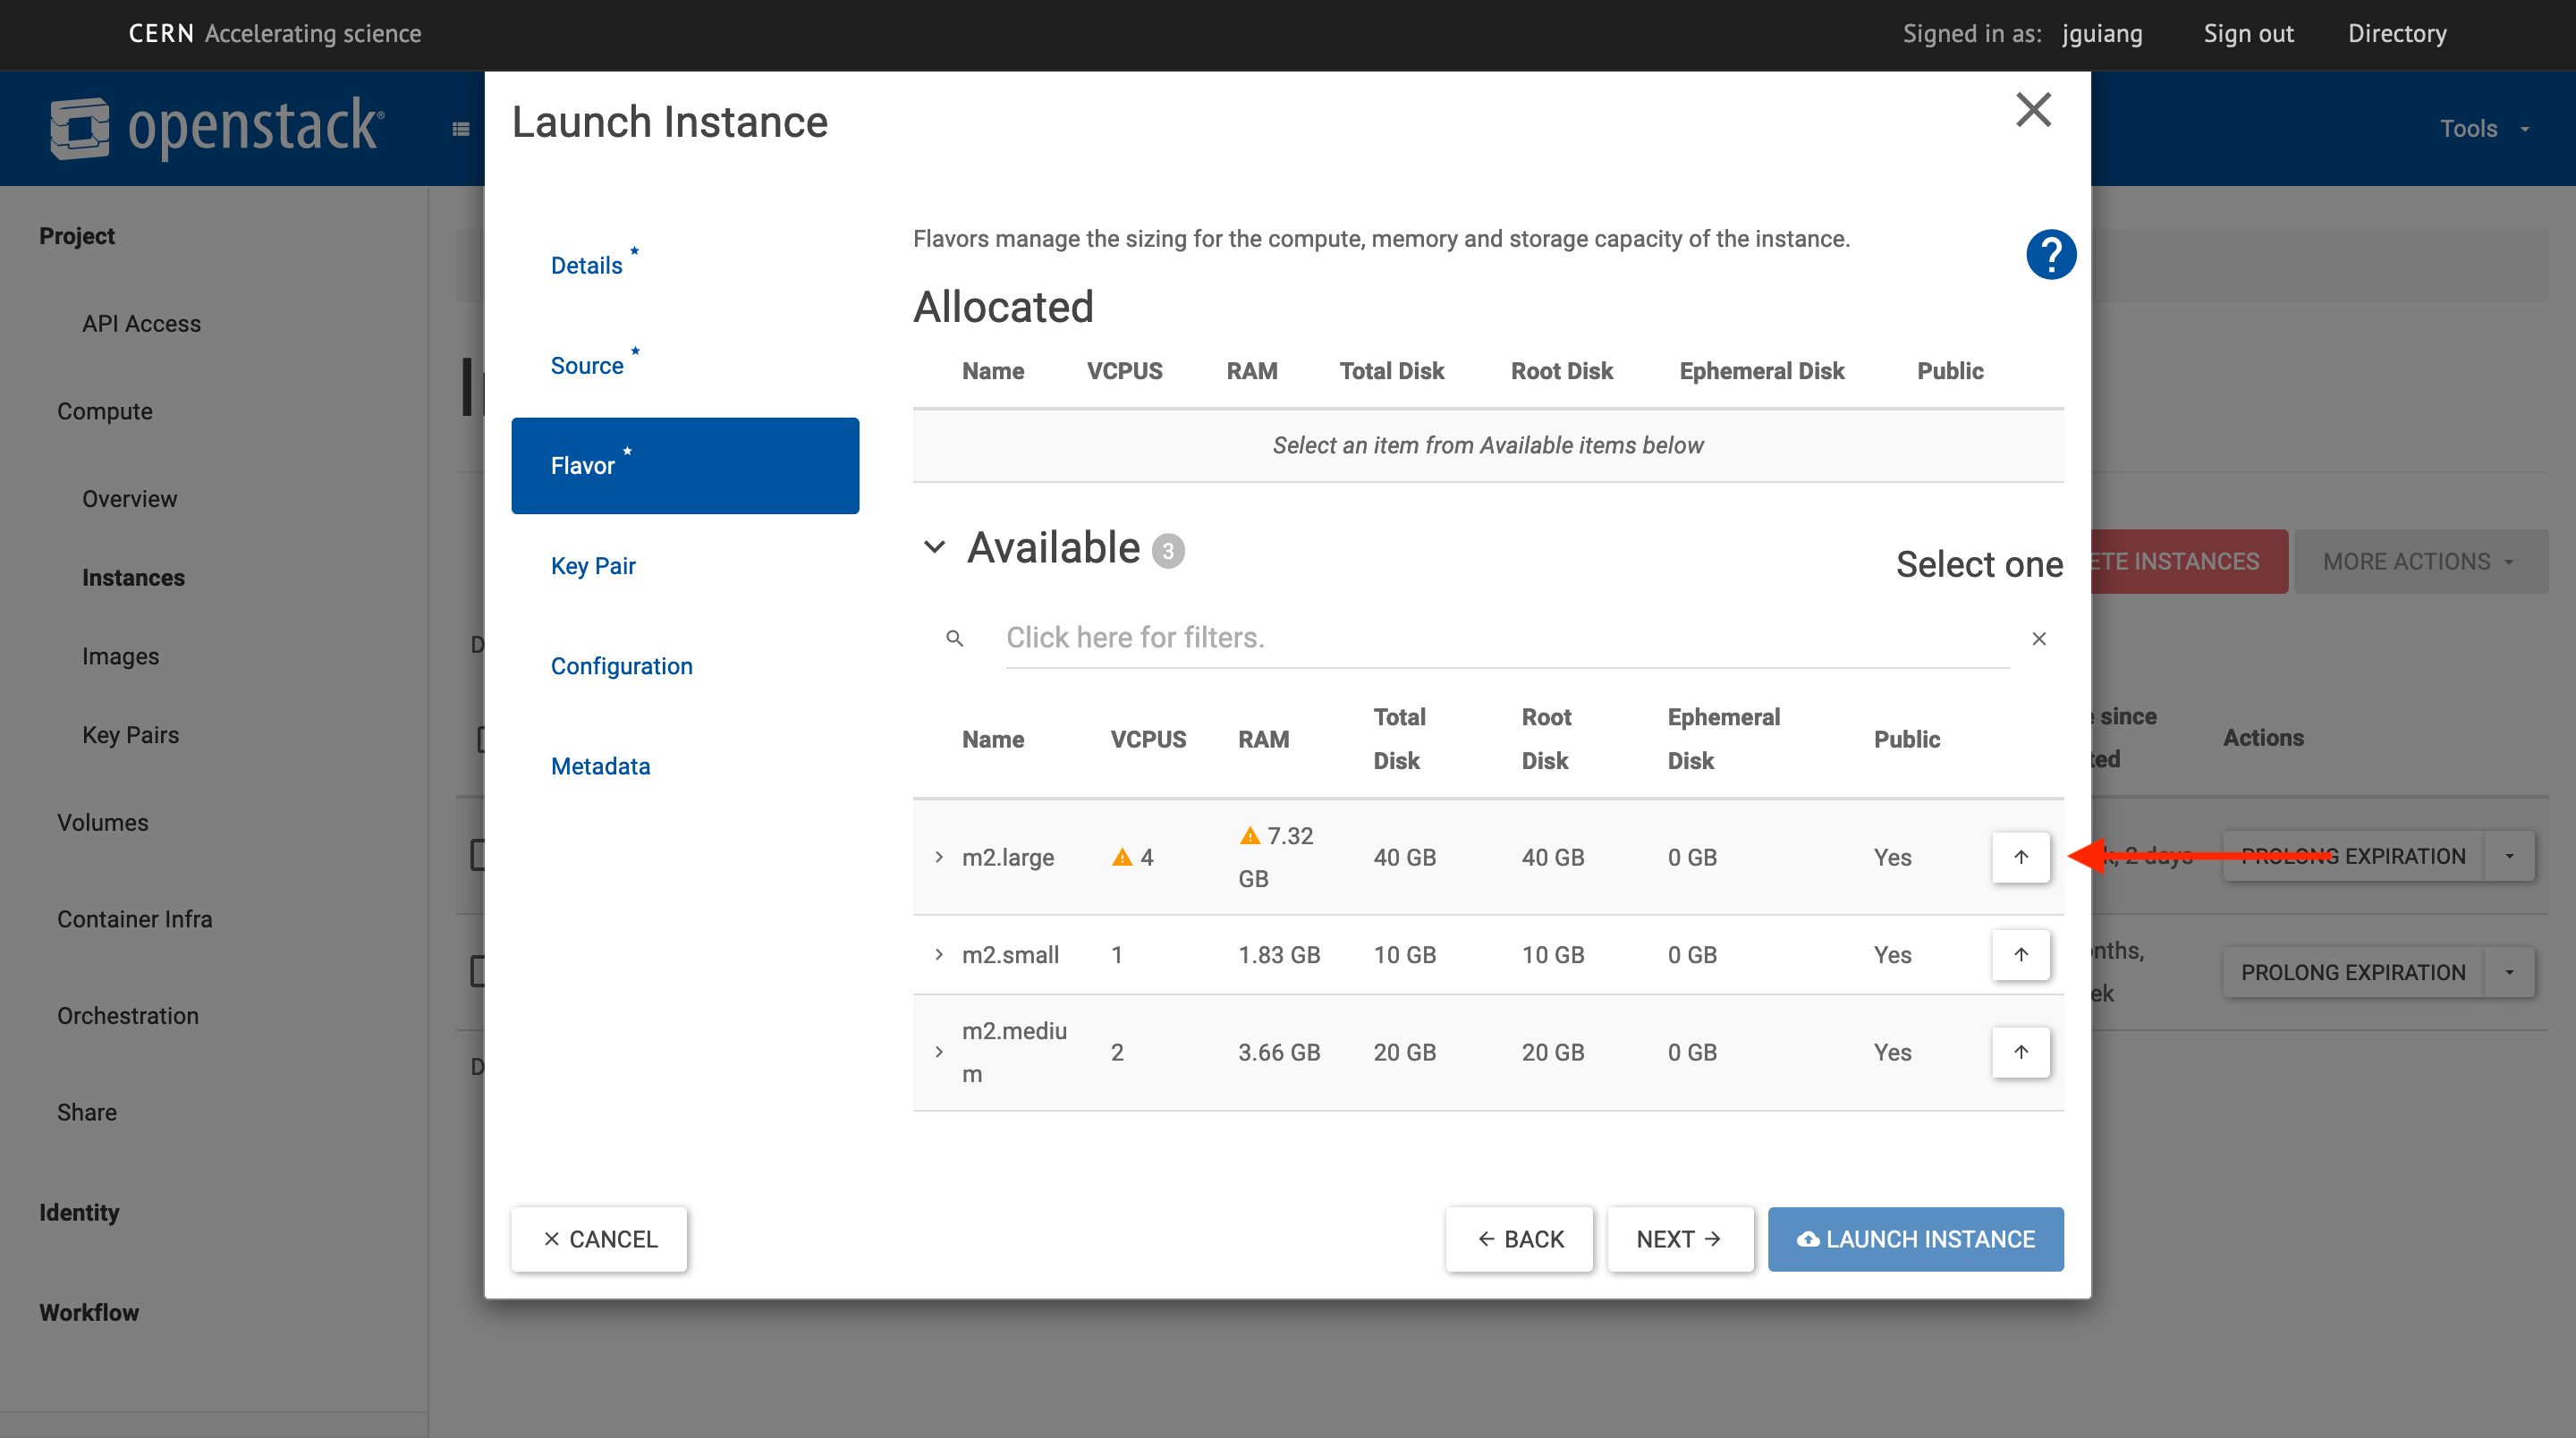 CERN Accelerating science
Signed in as: jguiang Sign out Directory
openstack®
Tools
Project
API Access
Compute
Overview
Instances
Images
Key Pairs
Volumes
Container Infra
Orchestration
Share
Identity
Workflow
Launch Instance
Details *
Source *
Flavor *
Key Pair
Configuration
Metadata
Flavors manage the sizing for the compute, memory and storage capacity of the instance.
?
Allocated
Name VCPUS RAM Total Disk Root Disk Ephemeral Disk Public
Select an item from Available items below
Available 3
Select one
Click here for filters.
Name VCPUS RAM Total Disk Root Disk Ephemeral Disk Public
m2.large 4 7.32 GB 40 GB 40 GB 0 GB Yes
m2.small 1 1.83 GB 10 GB 10 GB 0 GB Yes
m2.mediu
m 2 3.66 GB 20 GB 20 GB 0 GB Yes
CANCEL
BACK
NEXT
LAUNCH INSTANCE
INSTANCES
MORE ACTIONS
since
Actions
2 days
PROLONG EXPIRATION
PROLONG EXPIRATION